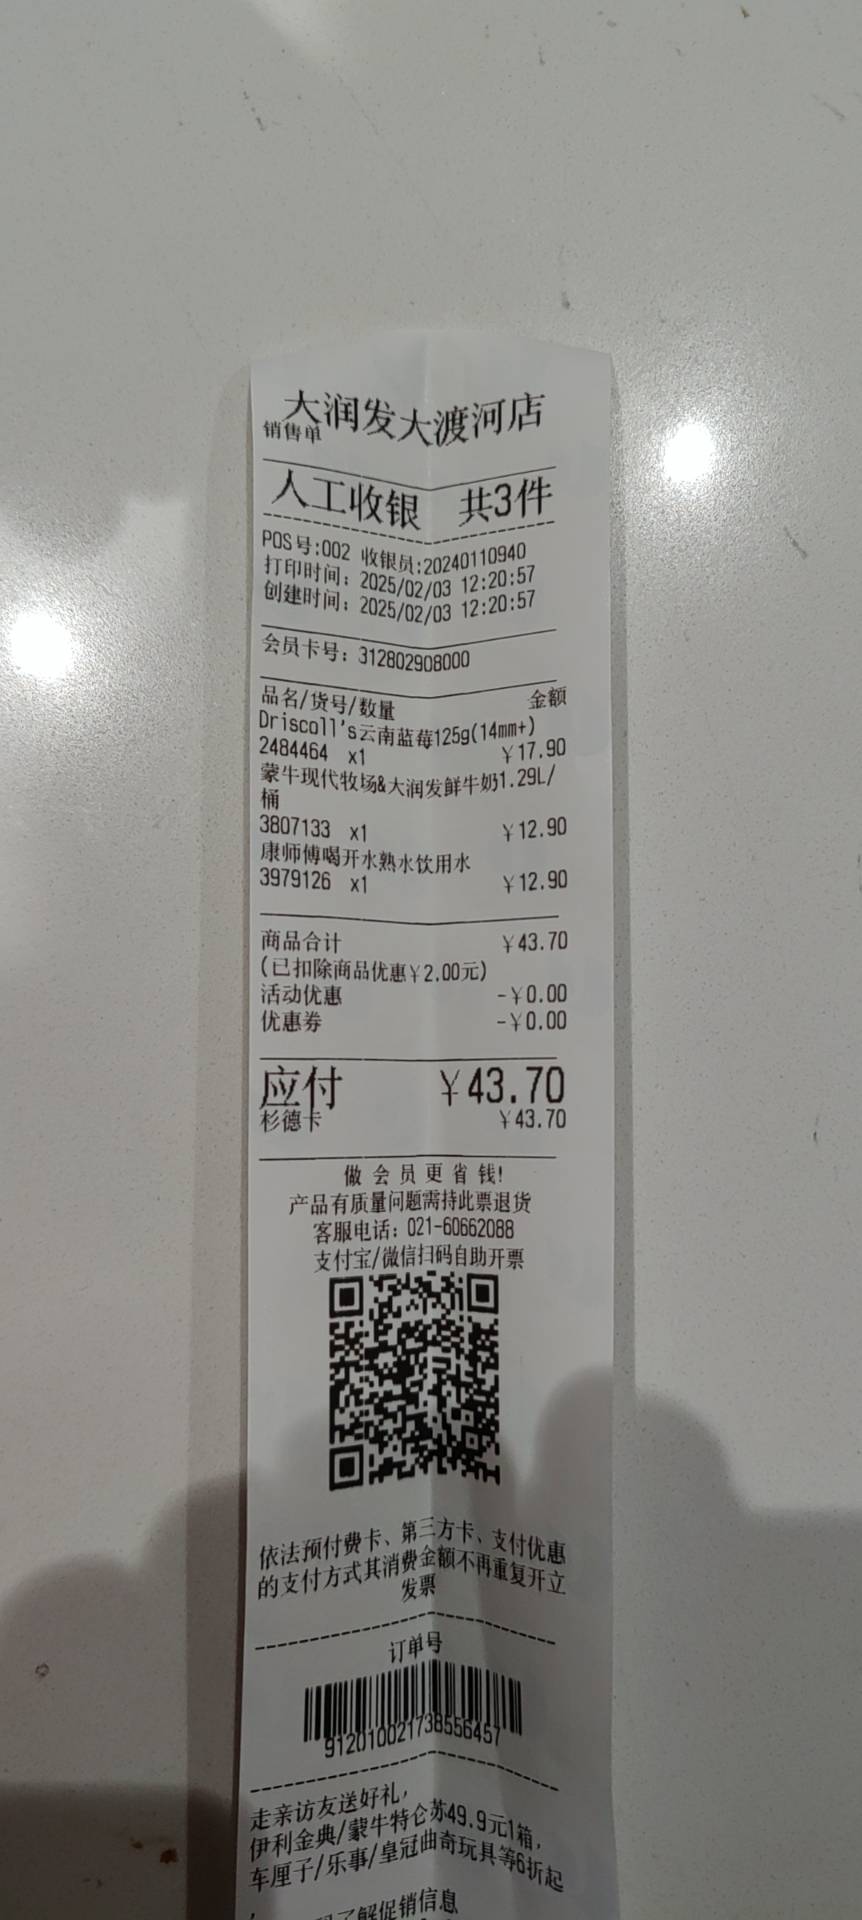 大润发大渡河店
销售单
人工收银 共3件
POS号:002 收银员:20240110940
打印时间: 2025/02/03 12:20:57
创建时间: 2025/02/03 12:20:57
会员卡号: 312802908000
品名/货号/数量 金额
Driscoll's云南蓝莓125g(14mm+)
2484464 x1 ¥17.90
蒙牛现代牧场&大润发鲜牛奶1.29L/
桶
3807133 x1 ¥12.90
康师傅喝开水熟水饮用水
3979126 x1 ¥12.90
商品合计 ¥43.70
(已扣除商品优惠¥2.00元)
活动优惠 -¥0.00
优惠券 -¥0.00
应付 ¥43.70
杉德卡 ¥43.70
做会员更省钱!
产品有质量问题需持此票退货
客服电话: 021-60662088
支付宝/微信扫码自助开票
依法预付费卡、第三方卡、支付优惠
的支付方式其消费金额不再重复开立
发票
订单号
912010021738556457
走亲访友送好礼,
伊利金典/蒙牛特仑苏49.9元1箱,
车厘子/乐事/皇冠曲奇玩具等6折起
,
了解促销信息